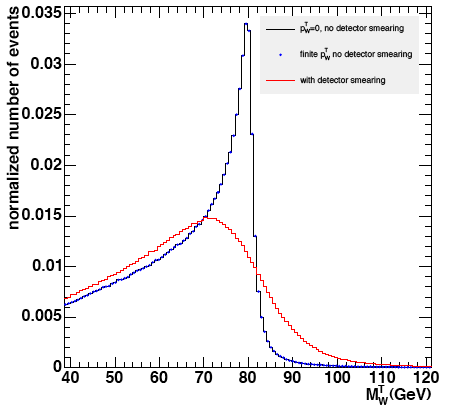 normalized number of events
0.035
0.03
0.025
0.02
0.015
0.01
0.005
0
p_W^T=0, no detector smearing
finite p_W^T no detector smearing
with detector smearing
40 50 60 70 80 90 100 110 120
M_W^T(GeV)